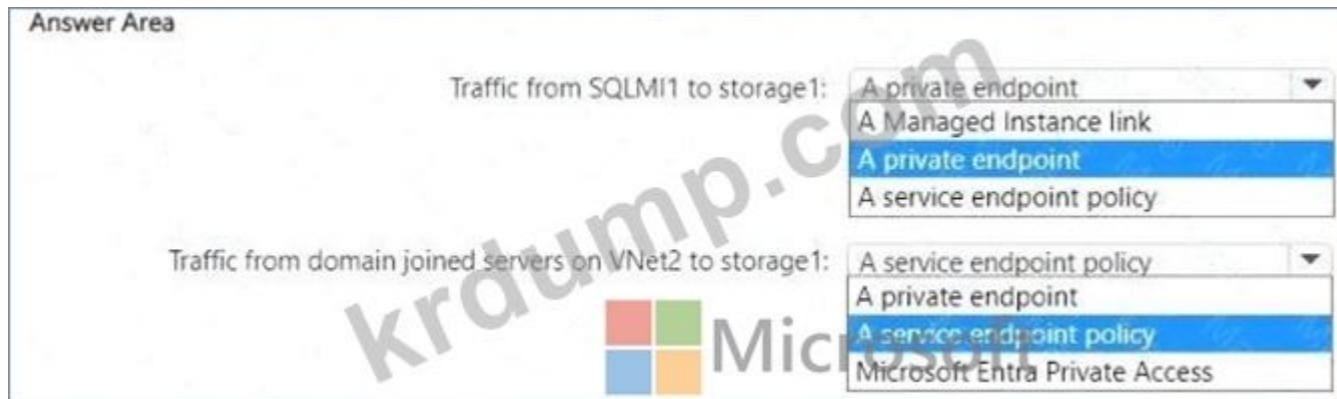 Answer Area
Traffic from SQLMI1 to storage1: A private endpoint
A Managed Instance link
A private endpoint
A service endpoint policy
Traffic from domain joined servers on VNet2 to storage1: A service endpoint policy
A private endpoint
A service endpoint policy
Microsoft Entra Private Access
krdump.com
Microsoft